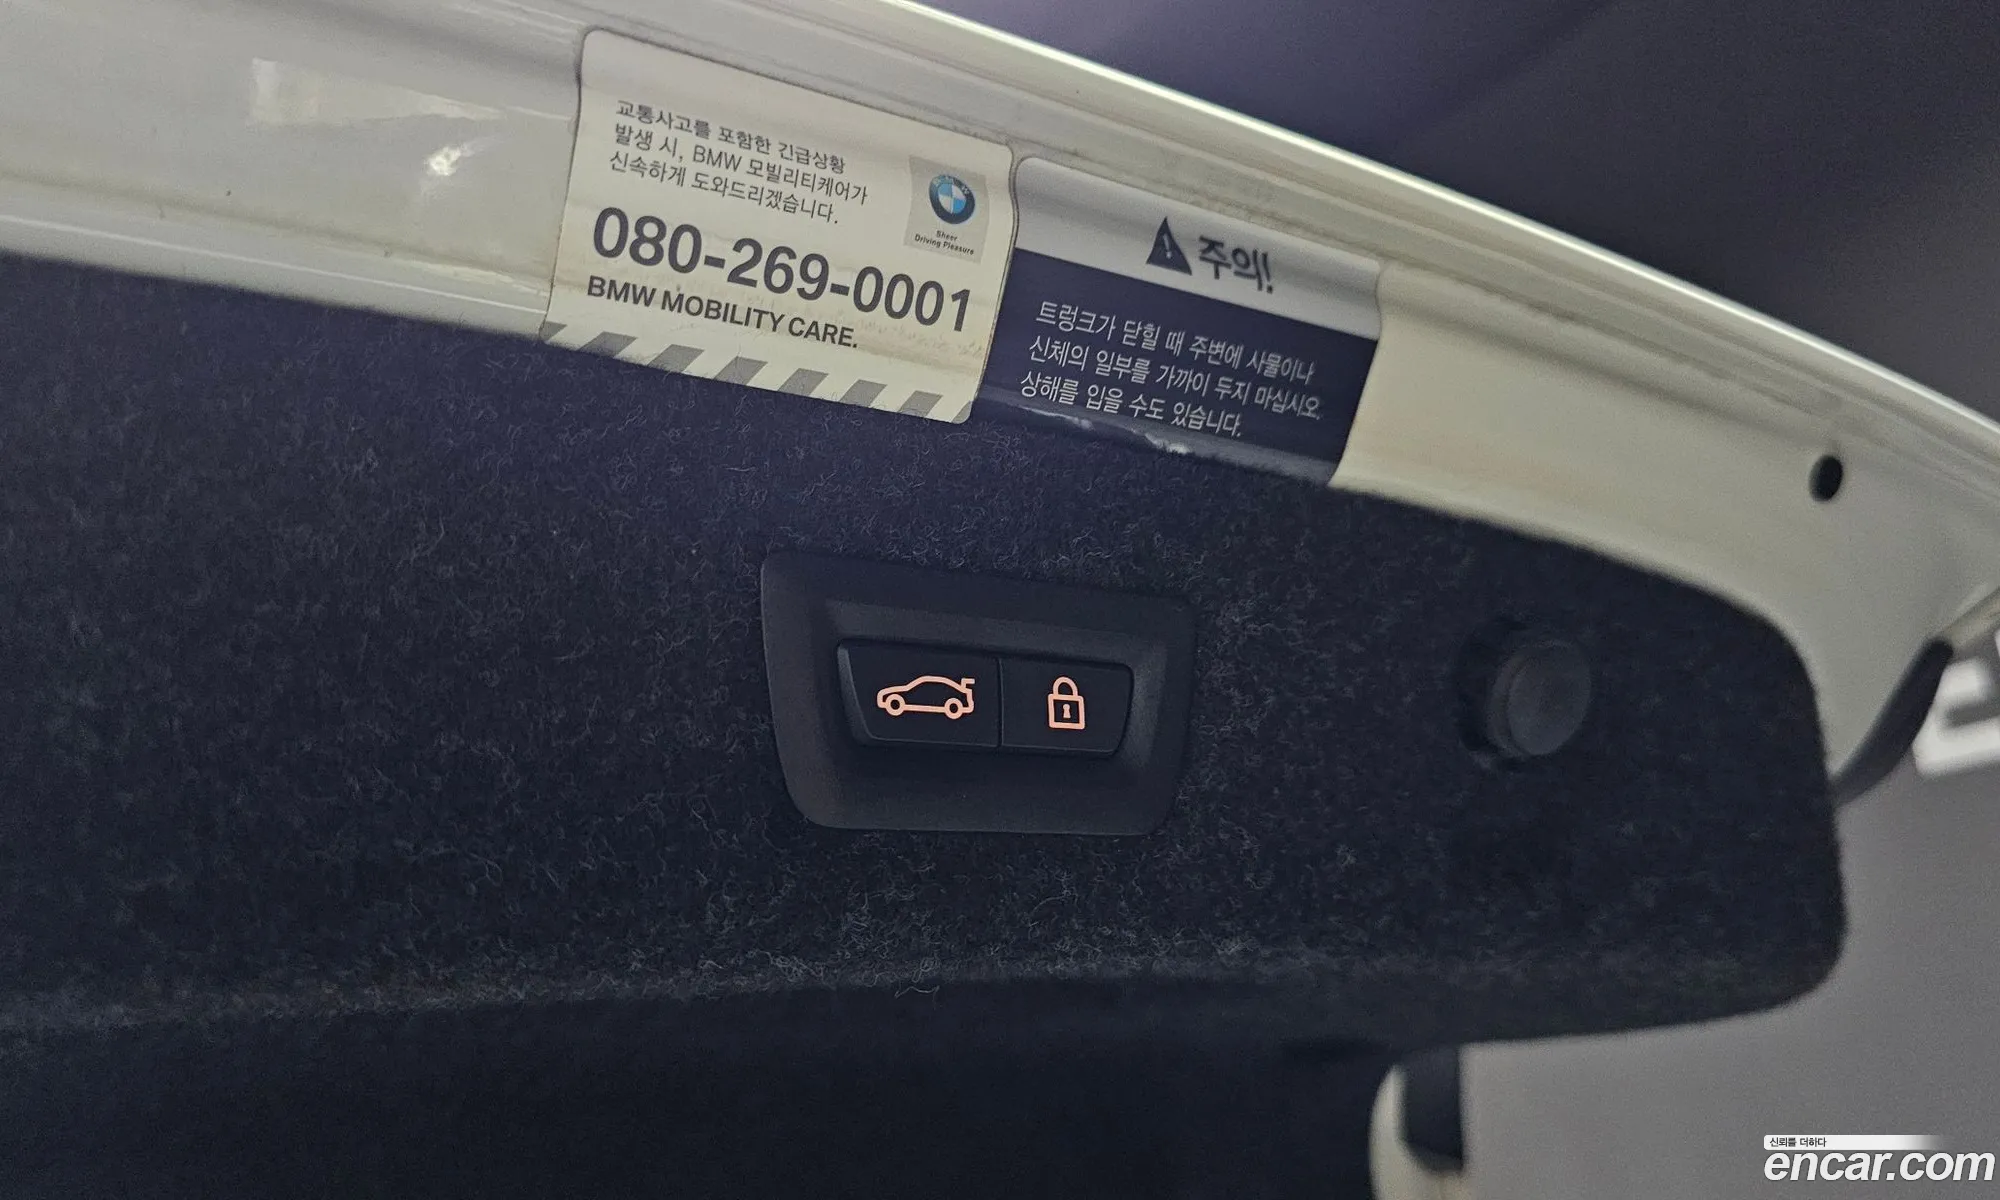 교통사고를 포함한 긴급상황
발생 시, BMW 모빌리티케어가
신속하게 도와드리겠습니다.
080-269-0001
BMW MOBILITY CARE.
BMW
Sheer
Driving Pleasure
주의!
트렁크가 닫힐 때 주변에 사물이나
신체의 일부를 가까이 두지 마십시오.
상해를 입을 수도 있습니다.
신뢰를 더하다
encar.com